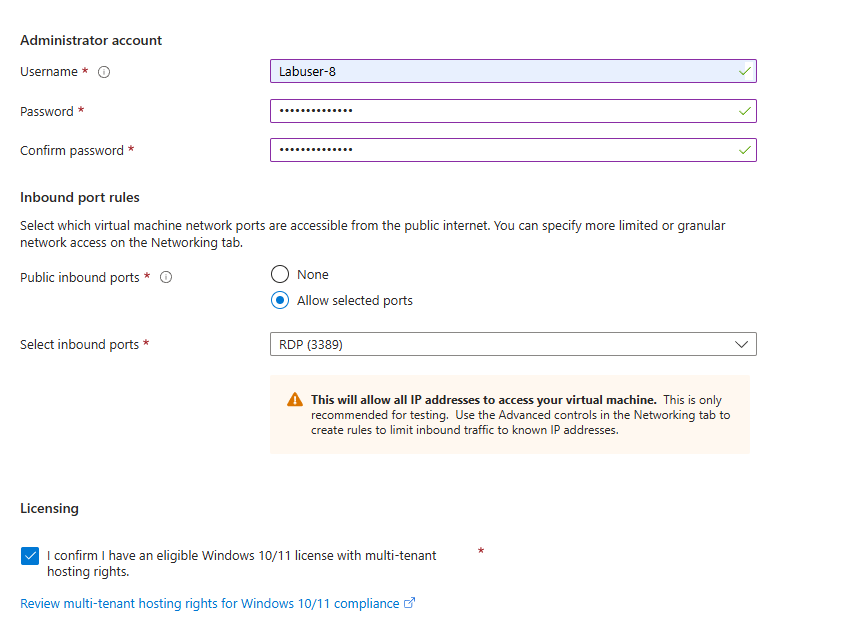 Administrator account
Username *
Labuser-8
Password *
••••••••••••••
Confirm password *
••••••••••••••
Inbound port rules
Select which virtual machine network ports are accessible from the public internet. You can specify more limited or granular
network access on the Networking tab.
Public inbound ports *
None
Allow selected ports
Select inbound ports *
RDP (3389)
This will allow all IP addresses to access your virtual machine. This is only
recommended for testing. Use the Advanced controls in the Networking tab to
create rules to limit inbound traffic to known IP addresses.
Licensing
I confirm I have an eligible Windows 10/11 license with multi-tenant *
hosting rights.
Review multi-tenant hosting rights for Windows 10/11 compliance